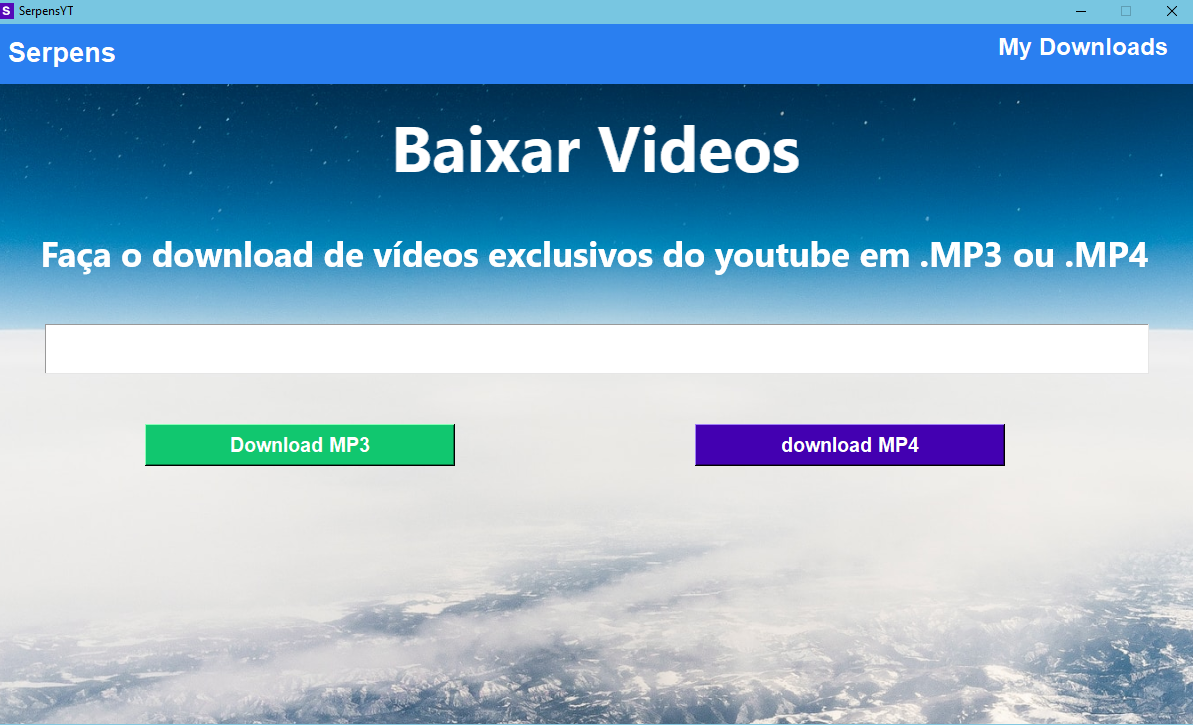 S SerpensYT
Serpens
My Downloads
Baixar Videos
Faça o download de vídeos exclusivos do youtube em .MP3 ou .MP4
Download MP3
download MP4